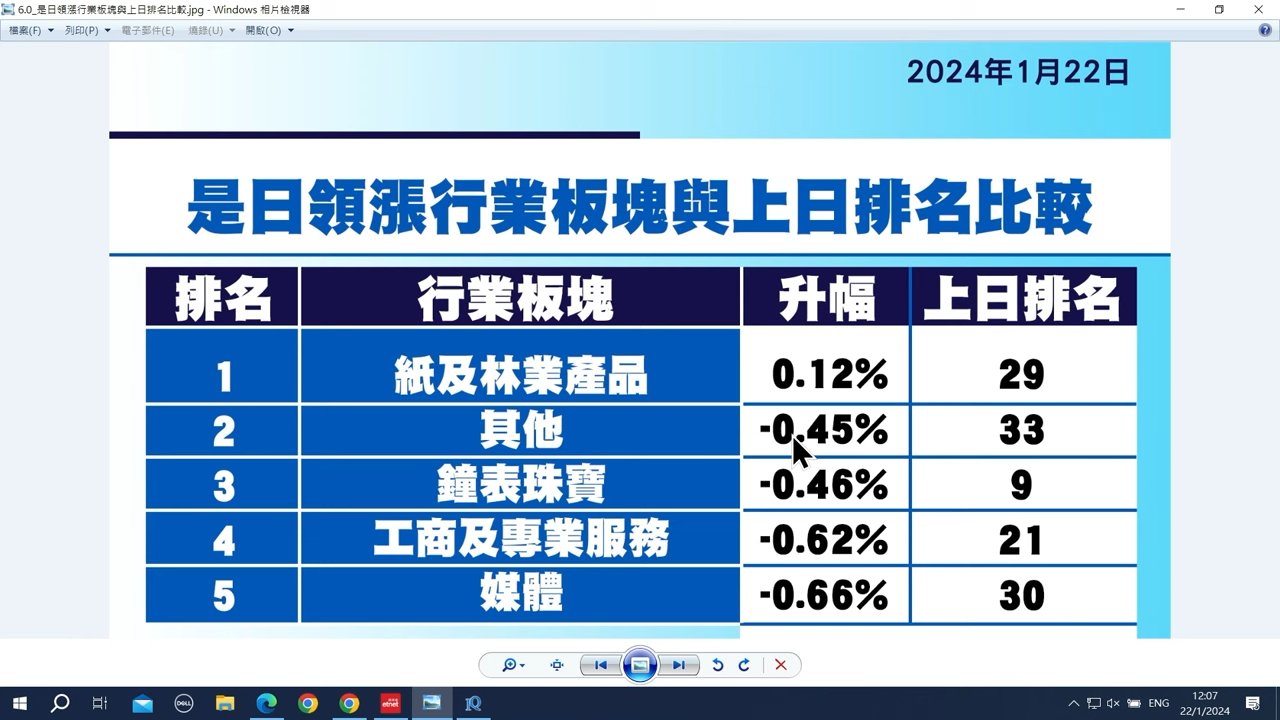 6.0_是日領漲行業板塊與上日排名比較.jpg - Windows 相片檢視器
檔案(F) 列印(P) 電子郵件(E) 燒錄(U) 開啟(O)
2024年1月22日
是日領漲行業板塊與上日排名比較
排名 行業板塊 升幅 上日排名
1 紙及林業產品 0.12% 29
2 其他 -0.45% 33
3 鐘表珠寶 -0.46% 9
4 工商及專業服務 -0.62% 21
5 媒體 -0.66% 30
DELL etnet IQ ENG 12:07
22/1/2024